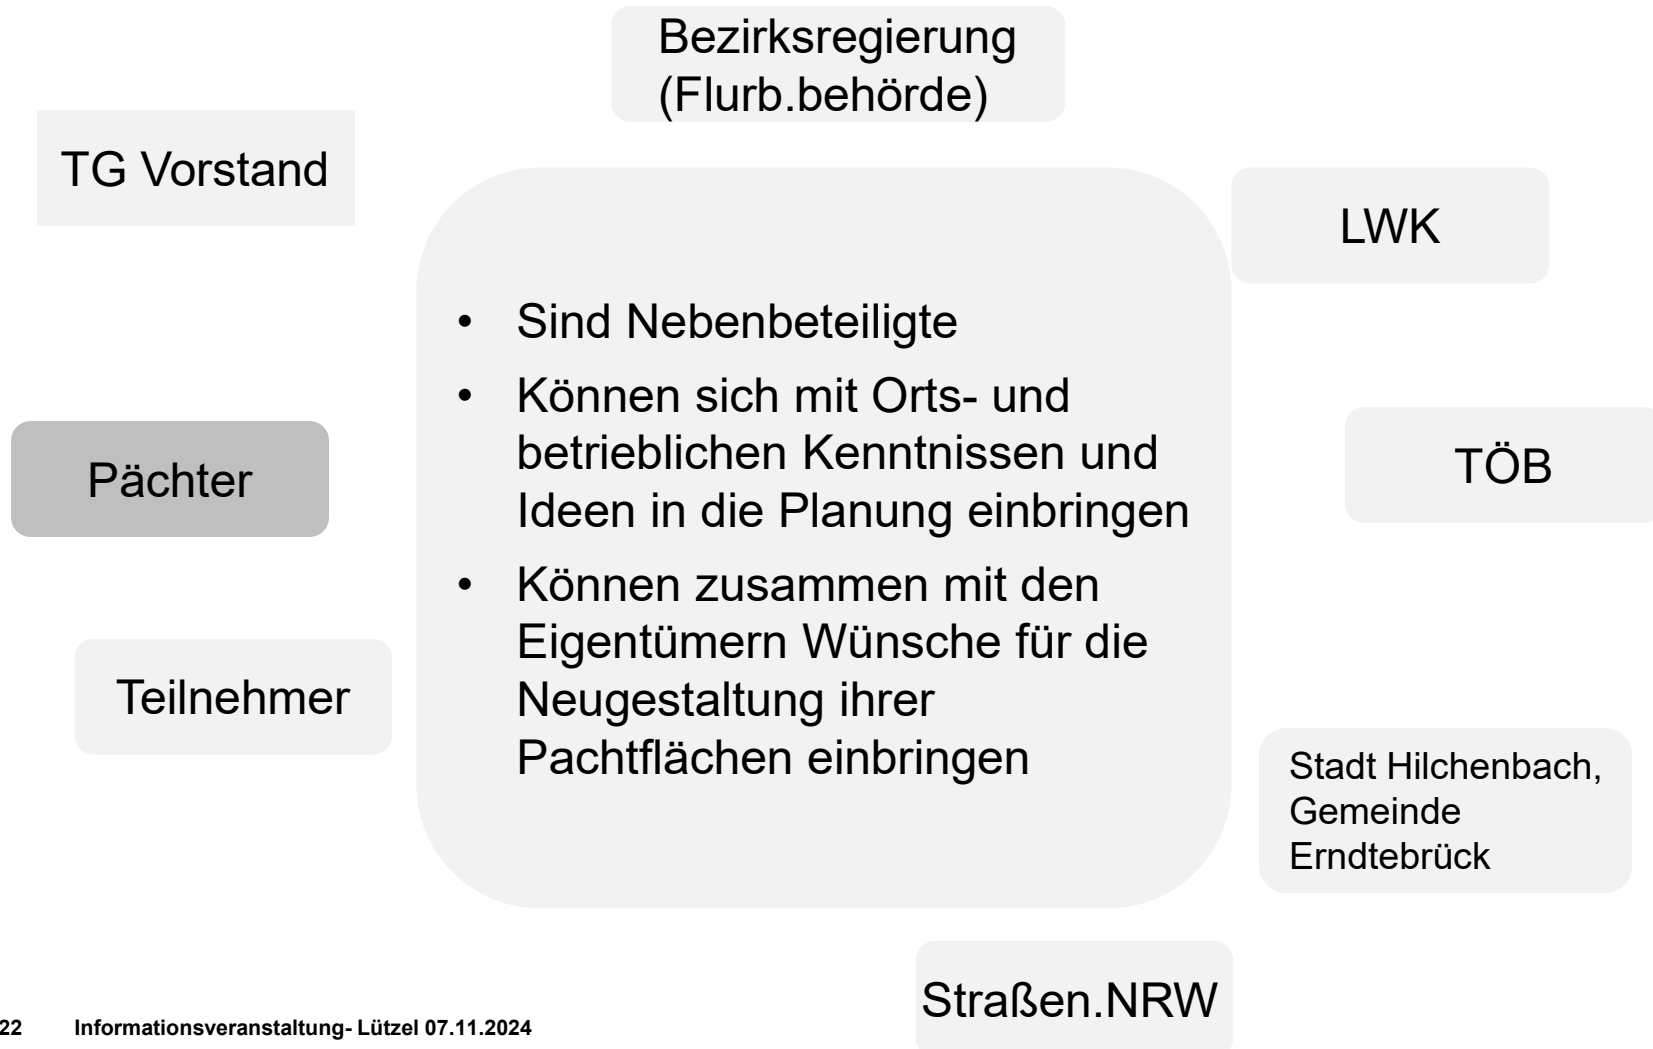 Bezirksregierung
(Flurb.behörde)
TG Vorstand
LWK
Pächter
TÖB
Teilnehmer
• Sind Nebenbeteiligte
• Können sich mit Orts- und
betrieblichen Kenntnissen und
Ideen in die Planung einbringen
• Können zusammen mit den
Eigentümern Wünsche für die
Neugestaltung ihrer
Pachtflächen einbringen
Stadt Hilchenbach,
Gemeinde
Erndtebrück
Straßen.NRW
22 Informationsveranstaltung- Lützel 07.11.2024